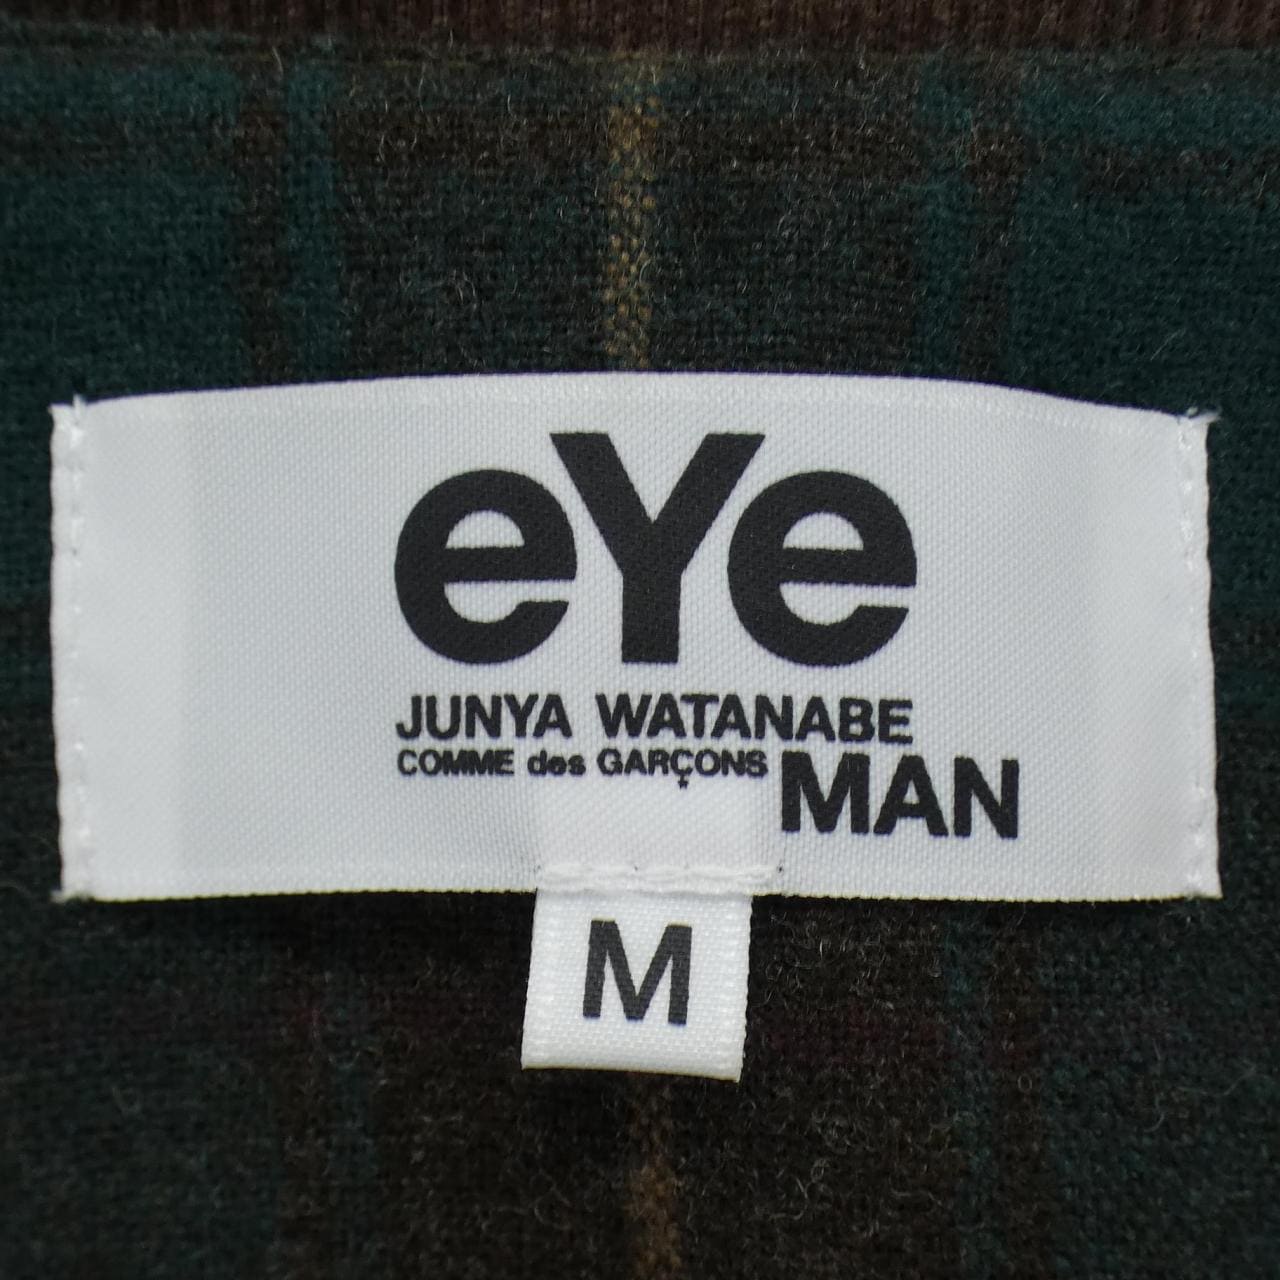 eYe
JUNYA WATANABE
COMME des GARÇONS MAN
M